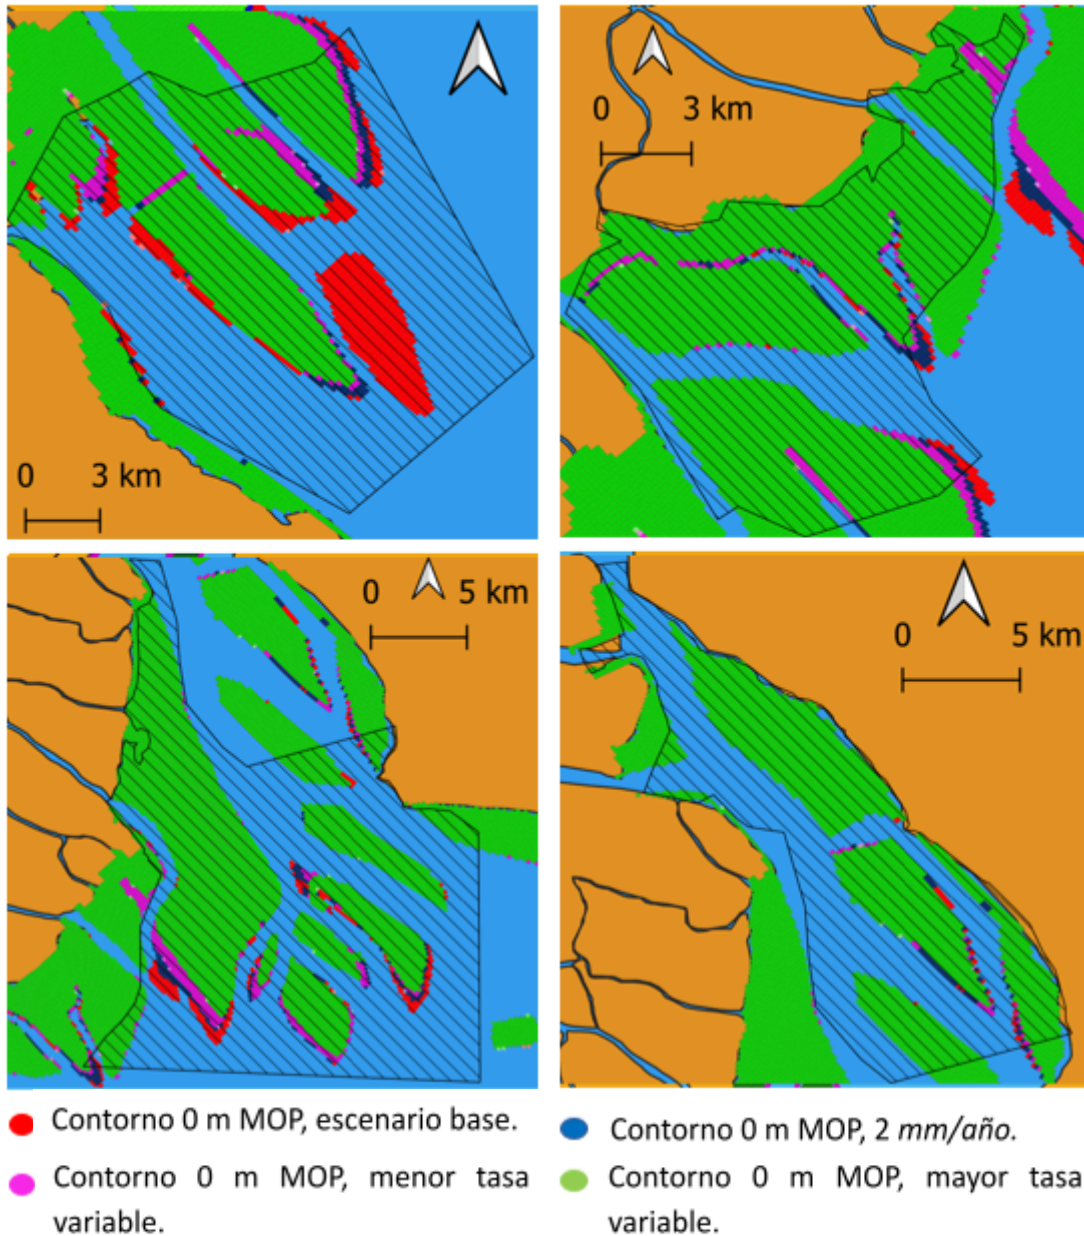 0 3 km
0 3 km
0 5 km
0 5 km
Contorno 0 m MOP, escenario base.
Contorno 0 m MOP, 2 mm/año.
Contorno 0 m MOP, menor tasa
variable.
Contorno 0 m MOP, mayor tasa
variable.